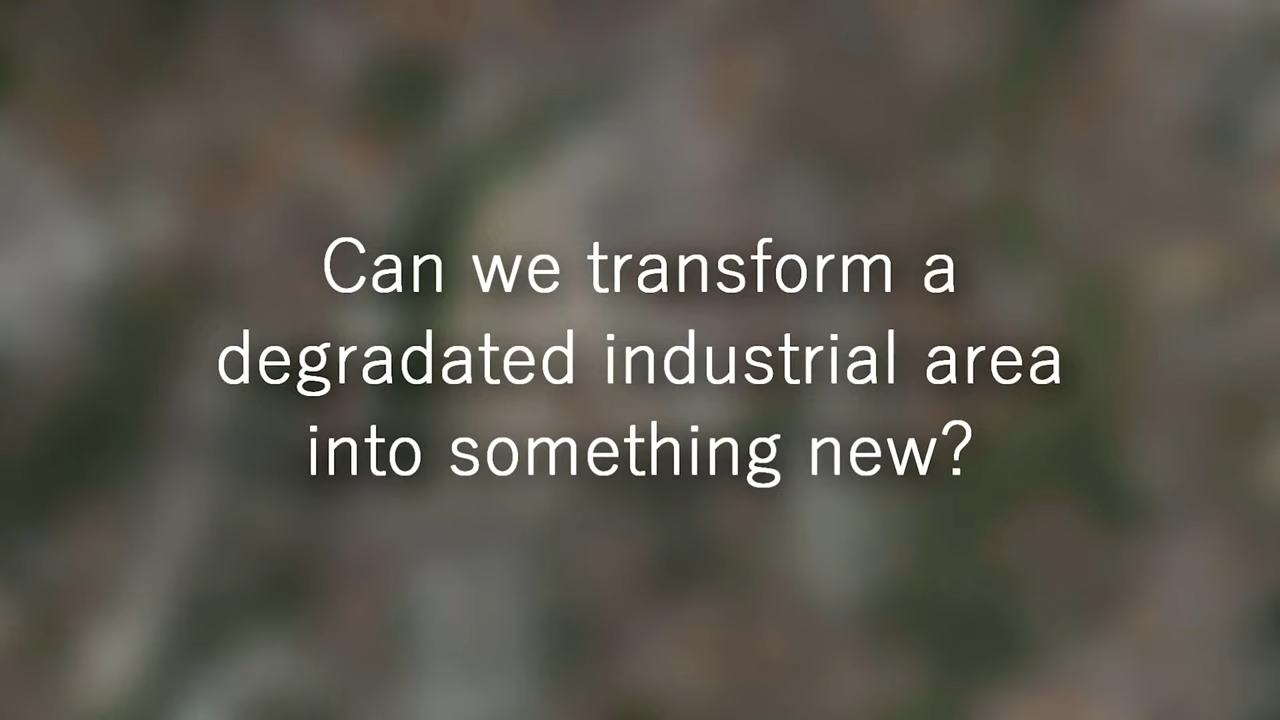 Can we transform a
degradated industrial area
into something new?